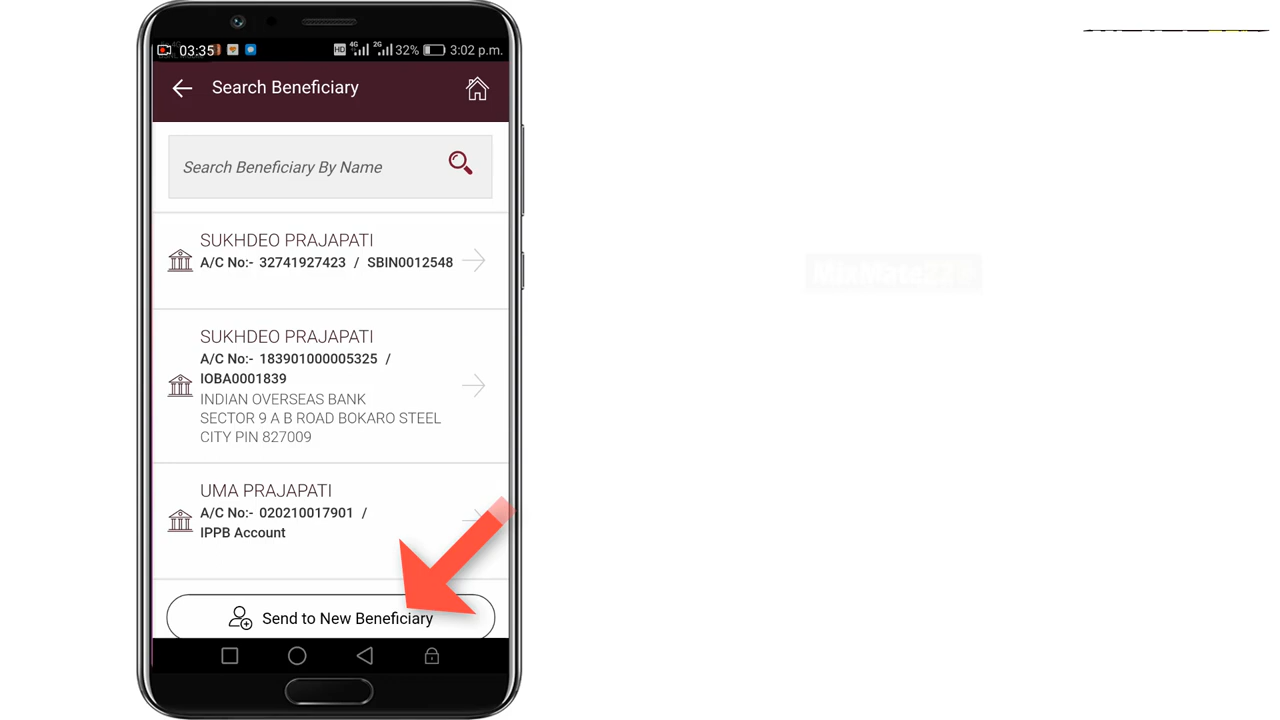 03:35 HD 4G 2G 32% 3:02 p.m.
Search Beneficiary
Search Beneficiary By Name
SUKHDEO PRAJAPATI
A/C No:- 32741927423 / SBIN0012548
SUKHDEO PRAJAPATI
A/C No:- 183901000005325 /
IOBA0001839
INDIAN OVERSEAS BANK
SECTOR 9 A B ROAD BOKARO STEEL
CITY PIN 827009
UMA PRAJAPATI
A/C No:- 020210017901 /
IPPB Account
Send to New Beneficiary